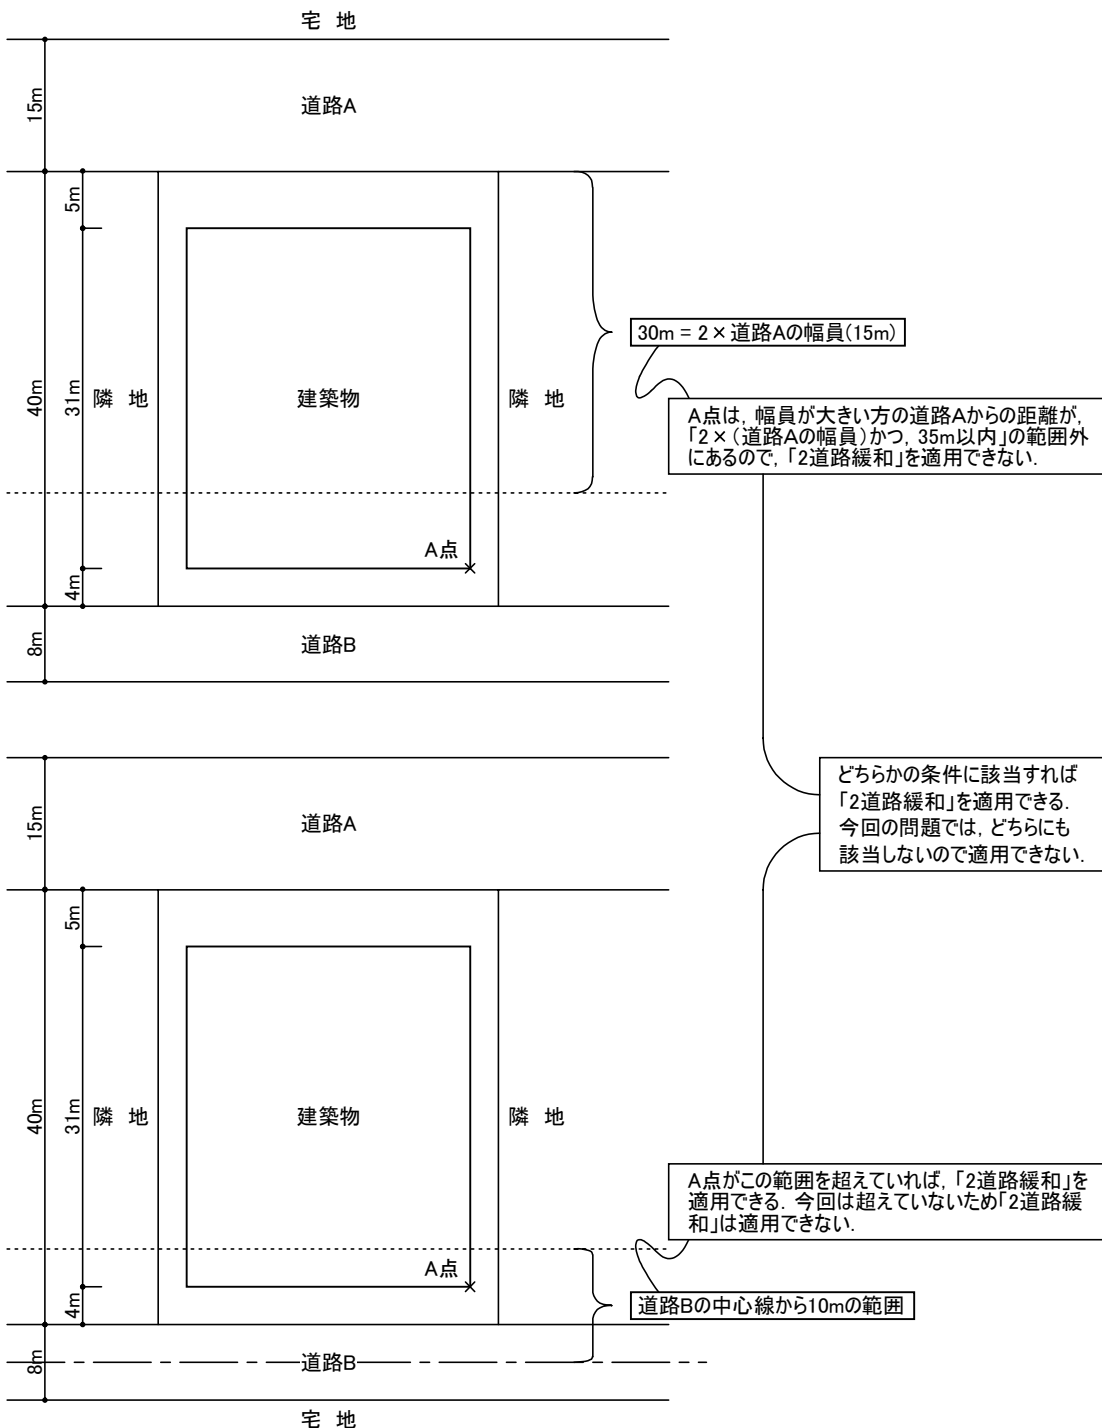 宅 地
道路A
15m
5m
40m
31m
隣 地
建築物
隣 地
30m = 2×道路Aの幅員(15m)
A点は, 幅員が大きい方の道路Aからの距離が,
「2×(道路Aの幅員)かつ, 35m以内」の範囲外
にあるので, 「2道路緩和」を適用できない.
A点
4m
道路B
8m
道路A
15m
どちらかの条件に該当すれば
「2道路緩和」を適用できる.
今回の問題では, どちらにも
該当しないので適用できない.
5m
40m
31m
隣 地
建築物
隣 地
A点がこの範囲を超えていれば, 「2道路緩和」を
適用できる. 今回は超えていないため「2道路緩
和」は適用できない.
A点
4m
道路Bの中心線から10mの範囲
道路B
8m
宅 地